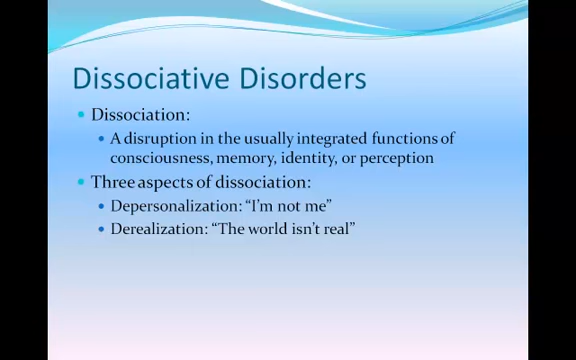 Dissociative Disorders
Dissociation:
A disruption in the usually integrated functions of
consciousness, memory, identity, or perception
Three aspects of dissociation:
Depersonalization: “I’m not me”
Derealization: “The world isn’t real”